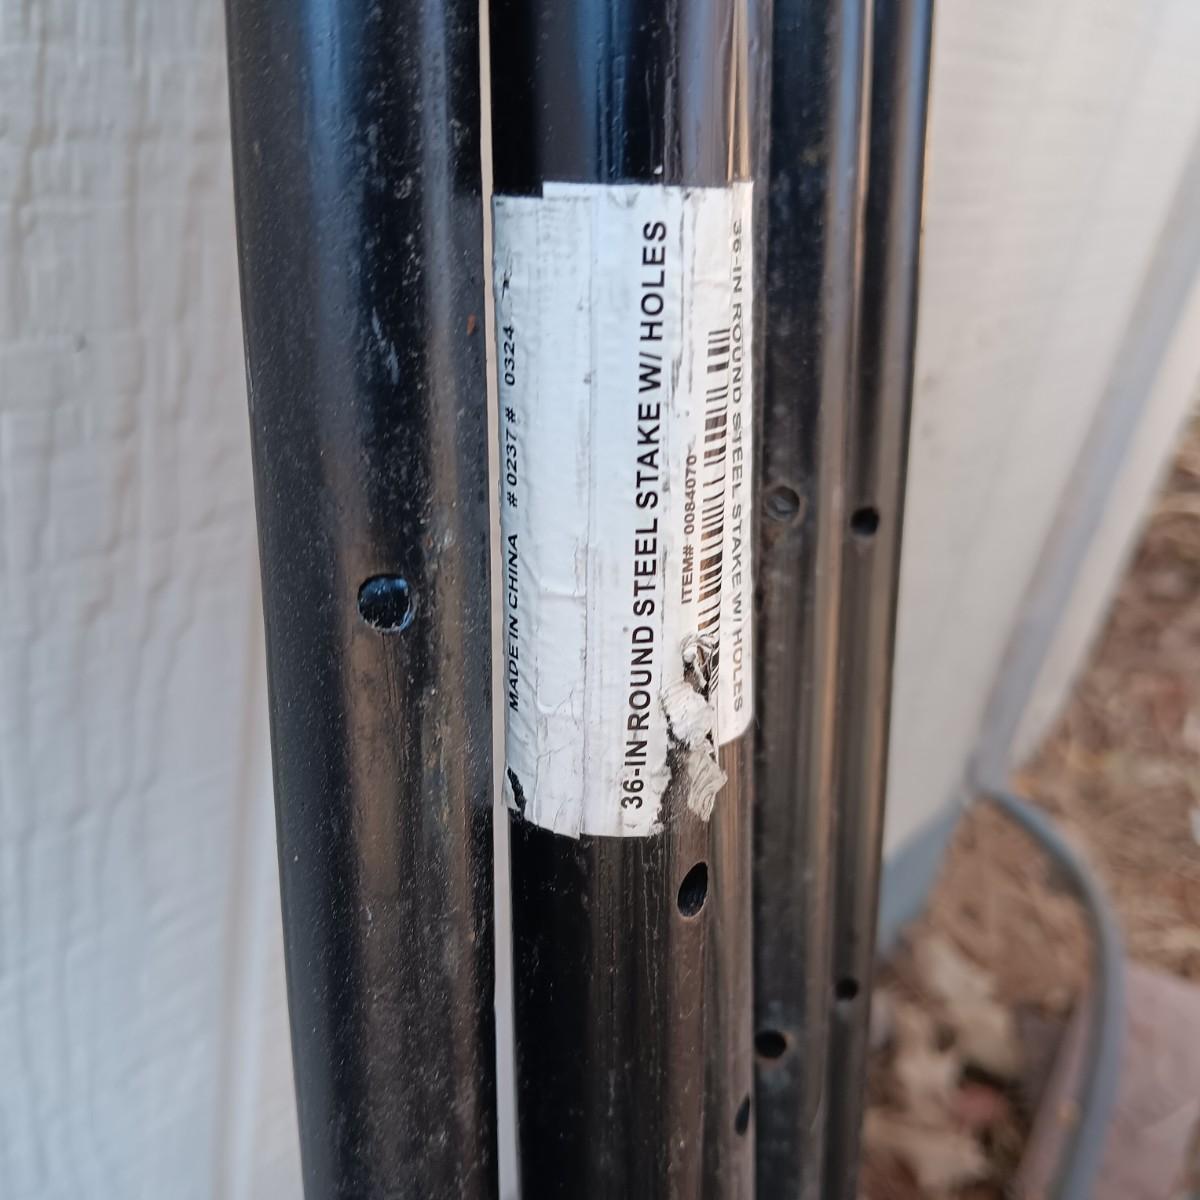 MADE IN CHINA # 0237 # 0324
36-IN ROUND STEEL STAKE W/ HOLES
ITEM# 0084070
36-IN ROUND STEEL STAKE W/ HOLES